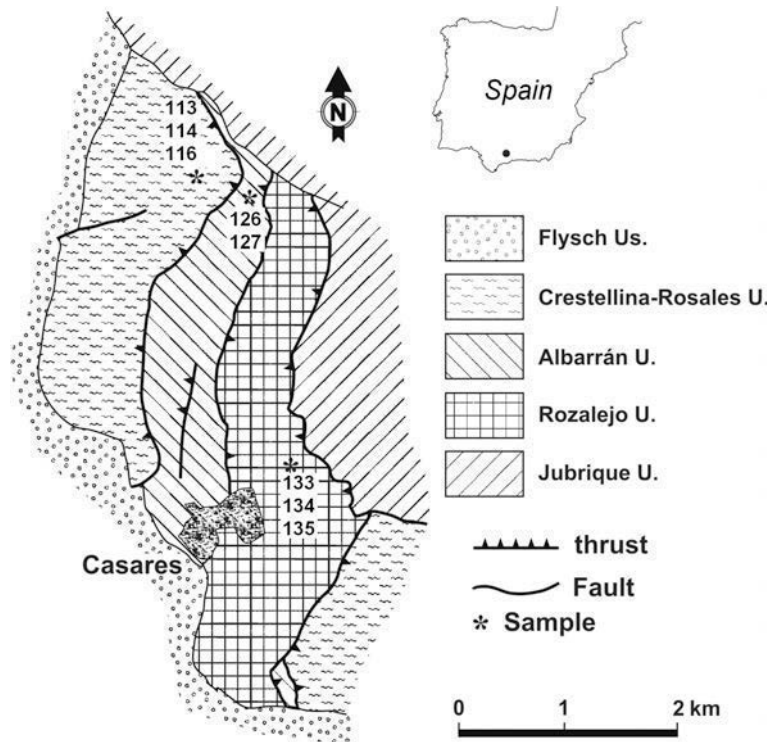 113
114
116
N
Spain
126
127
Flysch Us.
Crestellina-Rosales U.
Albarrán U.
Rozalejo U.
Jubrique U.
133
134
135
Casares
thrust
Fault
* Sample
0 1 2 km